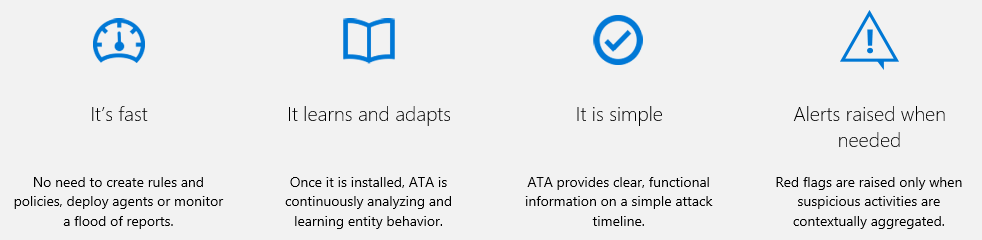 It's fast
No need to create rules and
policies, deploy agents or monitor
a flood of reports.
It learns and adapts
Once it is installed, ATA is
continuously analyzing and
learning entity behavior.
It is simple
ATA provides clear, functional
information on a simple attack
timeline.
Alerts raised when
needed
Red flags are raised only when
suspicious activities are
contextually aggregated.